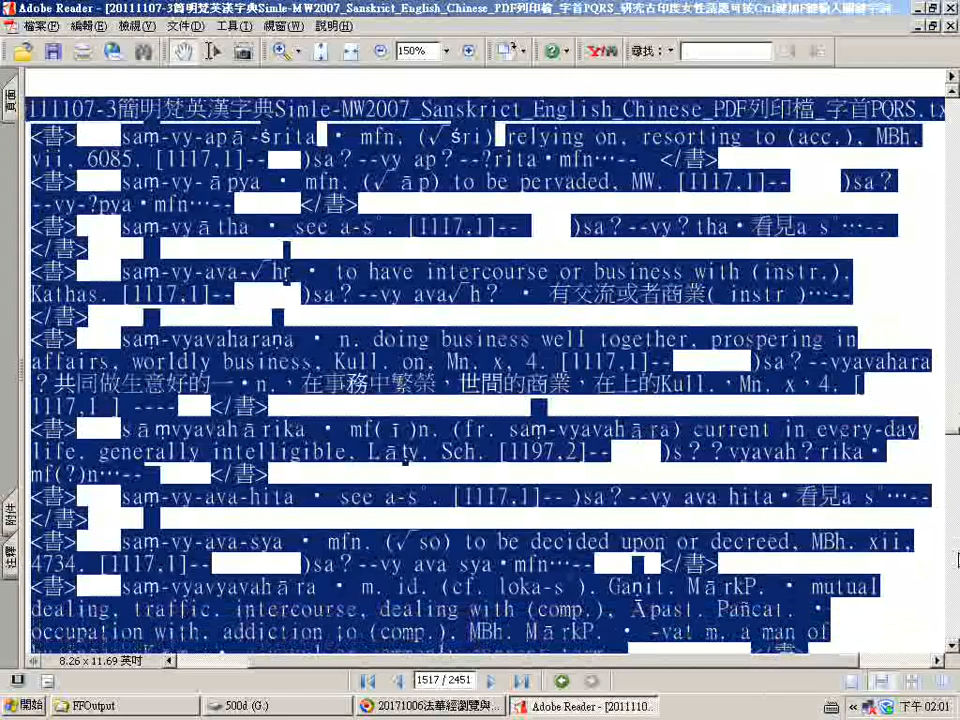 Adobe Reader - [20111107-3簡明梵英漢字典Simle-MW2007_Sanskrict_English_Chinese_PDF列印檔_字首PQRS_研究古印度女性議題可按Ctrl鍵加F鍵輸入關鍵字詞
檔案(F) 編輯(E) 檢視(V) 文件(D) 工具(T) 視窗(W) 說明(H)
150% 尋找:
頁面
111107-3簡明梵英漢字典Simle-MW2007_Sanskrict_English_Chinese_PDF列印檔_字首PQRS.tx
<書> saṃ-vy-apā-śrita • mfn. (√śri) relying on, resorting to (acc.), MBh.
vii, 6085. [1117,1]-- )sa?--vy ap?--?rita•mfn…-- </書>
<書> saṃ-vy-āpya • mfn. (√āp) to be pervaded, MW. [1117,1]-- )sa?
--vy-?pya•mfn…-- </書>
<書> saṃ-vyātha • see a-s°. [1117,1]-- )sa?--vy?tha•看見a s°…--
</書>
<書> saṃ-vy-ava-√hṛ • to have intercourse or business with (instr.),
Kathas. [1117,1]-- )sa?--vy ava√h?• 有交流或者商業( instr )…--
</書>
<書> saṃ-vyavaharaṇa • n. doing business well together, prospering in
affairs, worldly business, Kull. on, Mn. x, 4. [1117,1]-- )sa?--vyavahara
?共同做生意好的一•n.，在事務中繁榮，世間的商業，在上的Kull.，Mn. x，4. [
1117,1 ] ---- </書>
<書> sāṃvyavahārika • mf(ī)n. (fr. saṃ-vyavahāra) current in every-day
life, generally intelligible, Lāṭy. Sch. [1197,2]-- )s??vyavah?rika•
mf(?)n…-- </書>
<書> saṃ-vy-ava-hita • see a-s°. [1117,1]-- )sa?--vy ava hita•看見a s°…--
</書>
<書> saṃ-vy-ava-sya • mfn. (√so) to be decided upon or decreed, MBh. xii,
4734. [1117,1]-- )sa?--vy ava sya•mfn…-- </書>
<書> saṃ-vyavyavahāra • m. id. (cf. loka-s ). Gaṇit. MārkP. • mutual
dealing, traffic, intercourse, dealing with (comp.), Āpast. Pañcat. •
occupation with, addiction to (comp.), MBh. MārkP. • -vat m. a man of
附件
註釋
8.26 x 11.69 英吋
1517 / 2451
開始 FFOutput 500d (G:) 20171006法華經瀏覽與... Adobe Reader - [2011110... 下午 02:01